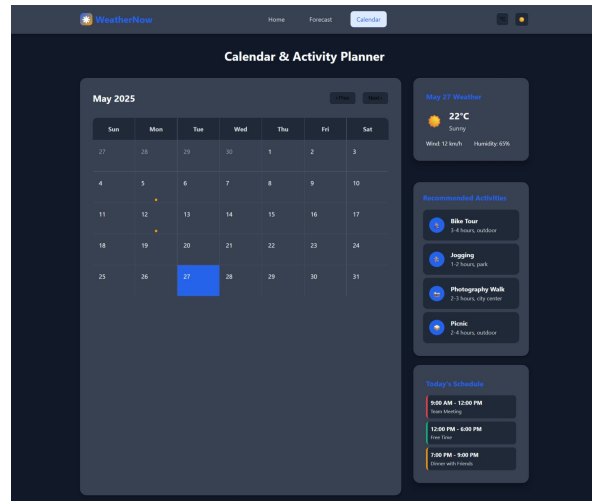 WeatherNow
Home Forecast Calendar
Calendar & Activity Planner
May 2025
‹ Prev Next ›
Sun Mon Tue Wed Thu Fri Sat
27 28 29 30 1 2 3
4 5 6 7 8 9 10
11 12 13 14 15 16 17
18 19 20 21 22 23 24
25 26 27 28 29 30 31
May 27 Weather
22°C
Sunny
Wind: 12 km/h Humidity: 65%
Recommended Activities
Bike Tour
3-4 hours, outdoor
Jogging
1-2 hours, park
Photography Walk
2-3 hours, city center
Picnic
2-4 hours, outdoor
Today's Schedule
9:00 AM - 12:00 PM
Team Meeting
12:00 PM - 6:00 PM
Free Time
7:00 PM - 9:00 PM
Dinner with Friends